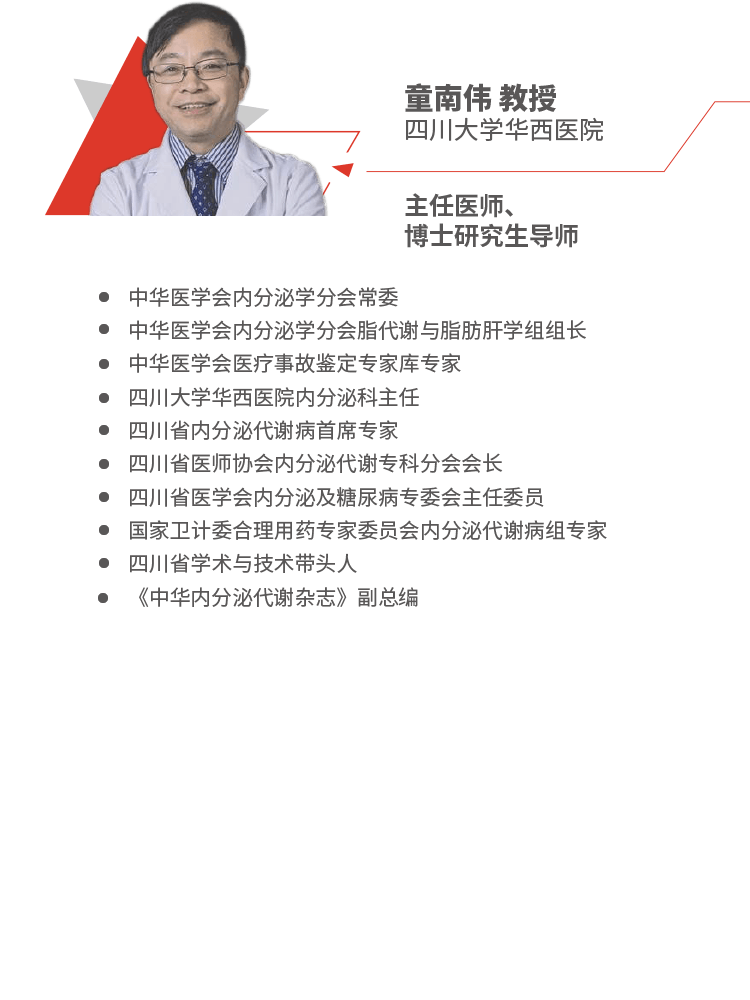 童南伟 教授
四川大学华西医院
主任医师、
博士研究生导师
中华医学会内分泌学分会常委
中华医学会内分泌学分会脂代谢与脂肪肝学组组长
中华医学会医疗事故鉴定专家库专家
四川大学华西医院内分泌科主任
四川省内分泌代谢病首席专家
四川省医师协会内分泌代谢专科分会会长
四川省医学会内分泌及糖尿病专委会主任委员
国家卫计委合理用药专家委员会内分泌代谢病组专家
四川省学术与技术带头人
《中华内分泌代谢杂志》副总编